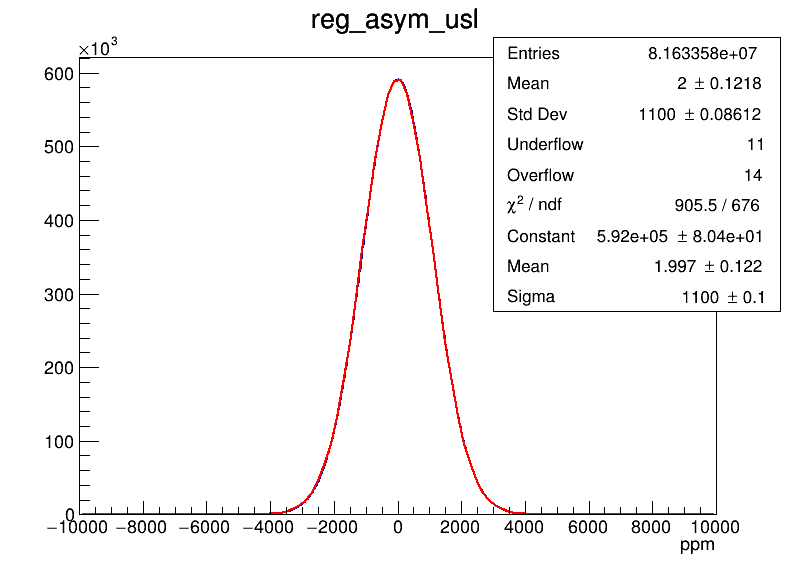 reg_asym_usl
×10³
Entries 8.163358e+07
Mean 2 ± 0.1218
Std Dev 1100 ± 0.08612
Underflow 11
Overflow 14
χ² / ndf 905.5 / 676
Constant 5.92e+05 ± 8.04e+01
Mean 1.997 ± 0.122
Sigma 1100 ± 0.1
600
500
400
300
200
100
0
−10000 −8000 −6000 −4000 −2000 0 2000 4000 6000 8000 10000
ppm